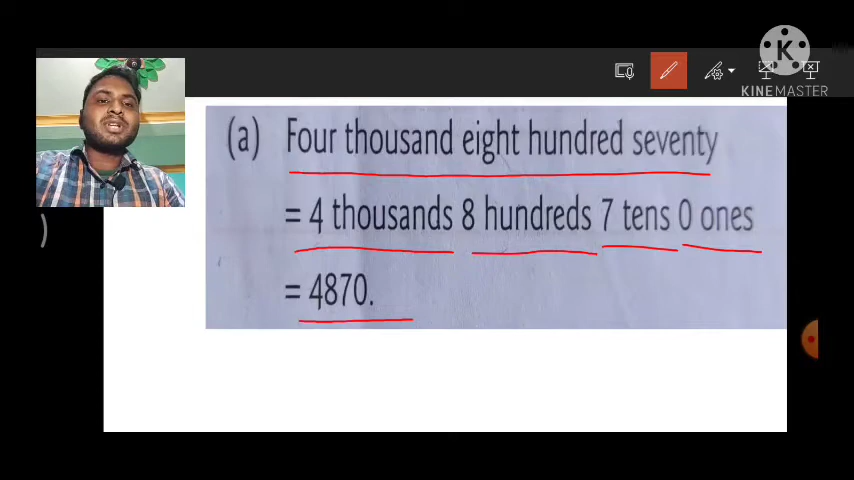 K
KINEMASTER
(a) Four thousand eight hundred seventy
= 4 thousands 8 hundreds 7 tens 0 ones
= 4870.
)